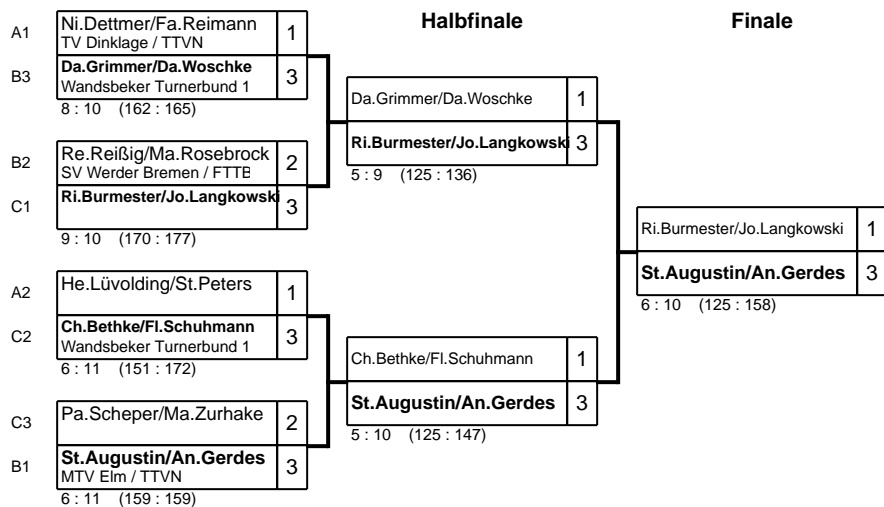 Halbfinale
Finale
A1
Ni.Dettmer/Fa.Reimann
TV Dinklage / TTVN
1
B3
Da.Grimmer/Da.Woschke
Wandsbeker Turnerbund 1
3
8 : 10 (162 : 165)
B2
Re.Reißig/Ma.Rosebrock
SV Werder Bremen / FTTB
2
C1
Ri.Burmester/Jo.Langkowski
3
9 : 10 (170 : 177)
A2
He.Lüvolding/St.Peters
1
C2
Ch.Bethke/Fl.Schuhmann
Wandsbeker Turnerbund 1
3
6 : 11 (151 : 172)
C3
Pa.Scheper/Ma.Zurhake
2
B1
St.Augustin/An.Gerdes
MTV Elm / TTVN
3
6 : 11 (159 : 159)
Da.Grimmer/Da.Woschke
1
Ri.Burmester/Jo.Langkowski
3
5 : 9 (125 : 136)
Ch.Bethke/Fl.Schuhmann
1
St.Augustin/An.Gerdes
3
5 : 10 (125 : 147)
Ri.Burmester/Jo.Langkowski
1
St.Augustin/An.Gerdes
3
6 : 10 (125 : 158)